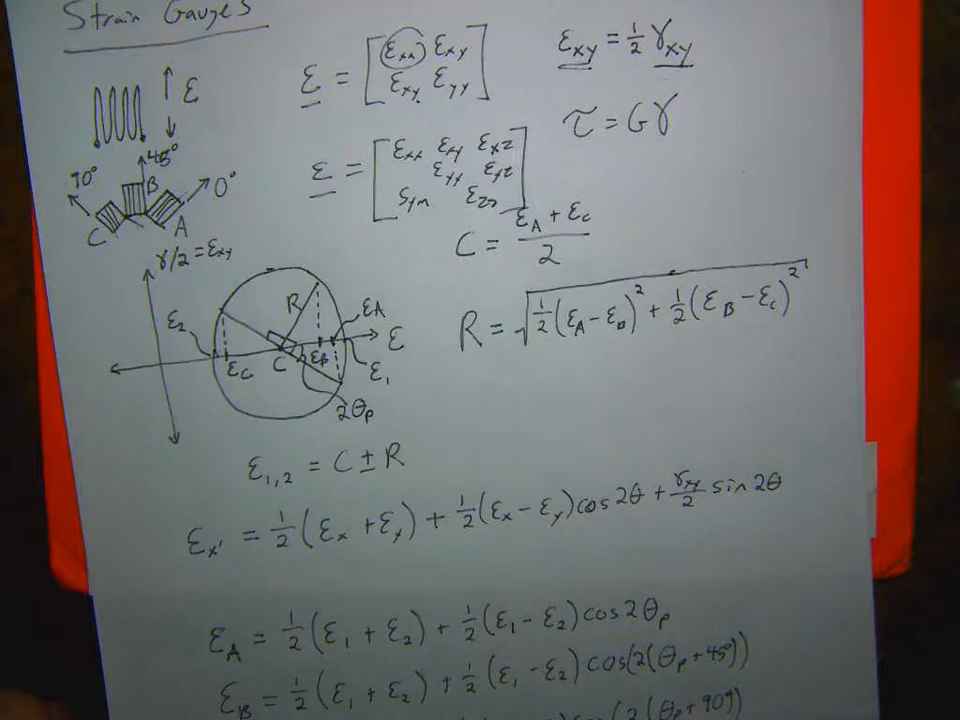 Strain Gauges
ε
ε = [ εxx εxy
εxy εyy ]
εxy = 1/2 γxy
τ = Gγ
90° 45° 0°
C B A
ε = [ εxx εxy εxz
εyy εyz
Sym εzz ]
C = (εA + εC) / 2
γ/2 = εxy
R = √( 1/2 (εA − εB)² + 1/2 (εB − εC)² )
R εA
ε2 ε
εC C εB ε1
2θp
ε1,2 = C ± R
εx' = 1/2 (εx + εy) + 1/2 (εx − εy) cos 2θ + γxy/2 sin 2θ
εA = 1/2 (ε1 + ε2) + 1/2 (ε1 − ε2) cos 2θp
εB = 1/2 (ε1 + ε2) + 1/2 (ε1 − ε2) cos(2(θp + 45°))
(2(θp + 90°)